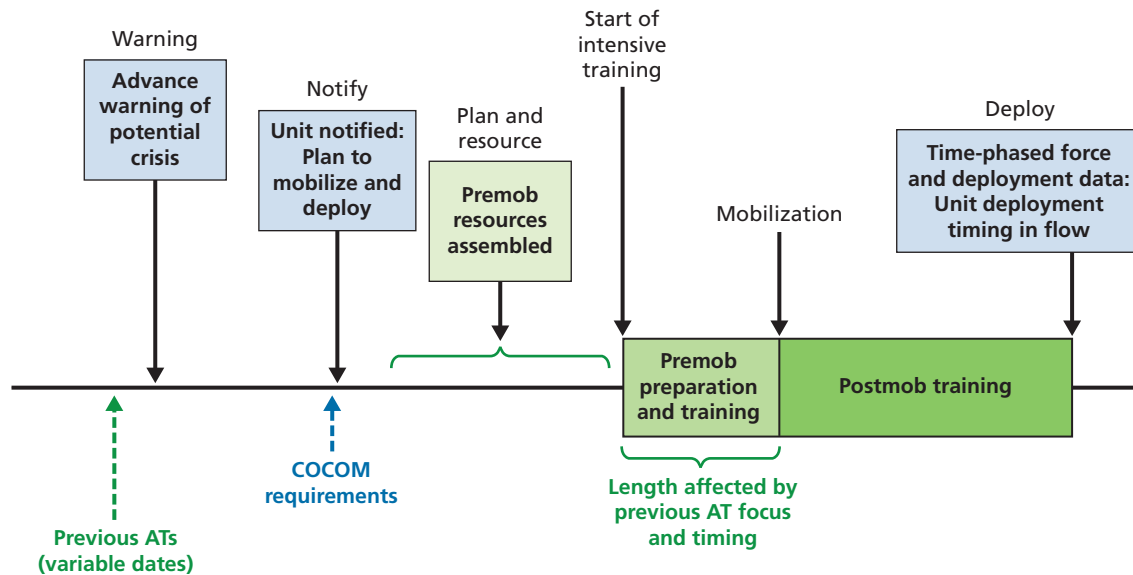 Warning
Advance
warning of
potential
crisis
Notify
Unit notified:
Plan to
mobilize and
deploy
Plan and
resource
Premob
resources
assembled
Start of
intensive
training
Mobilization
Deploy
Time-phased force
and deployment data:
Unit deployment
timing in flow
Premob
preparation
and training
Postmob training
Previous ATs
(variable dates)
COCOM
requirements
Length affected by
previous AT focus
and timing